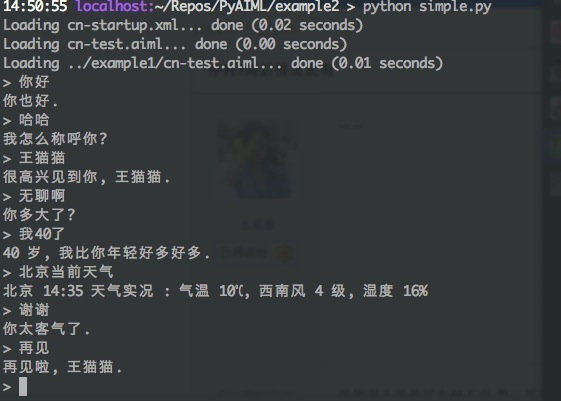 14:50:55 localhost:~/Repos/PyAIML/example2 > python simple.py
Loading cn-startup.xml... done (0.02 seconds)
Loading cn-test.aiml... done (0.00 seconds)
Loading ../example1/cn-test.aiml... done (0.01 seconds)
> 你好
你也好.
> 哈哈
我怎么称呼你?
> 王猫猫
很高兴见到你, 王猫猫.
> 无聊啊
你多大了?
> 我40了
40 岁, 我比你年轻好多好多.
> 北京当前天气
北京 14:35 天气实况 : 气温 10℃, 西南风 4 级, 湿度 16%
> 谢谢
你太客气了.
> 再见
再见啦, 王猫猫.
>